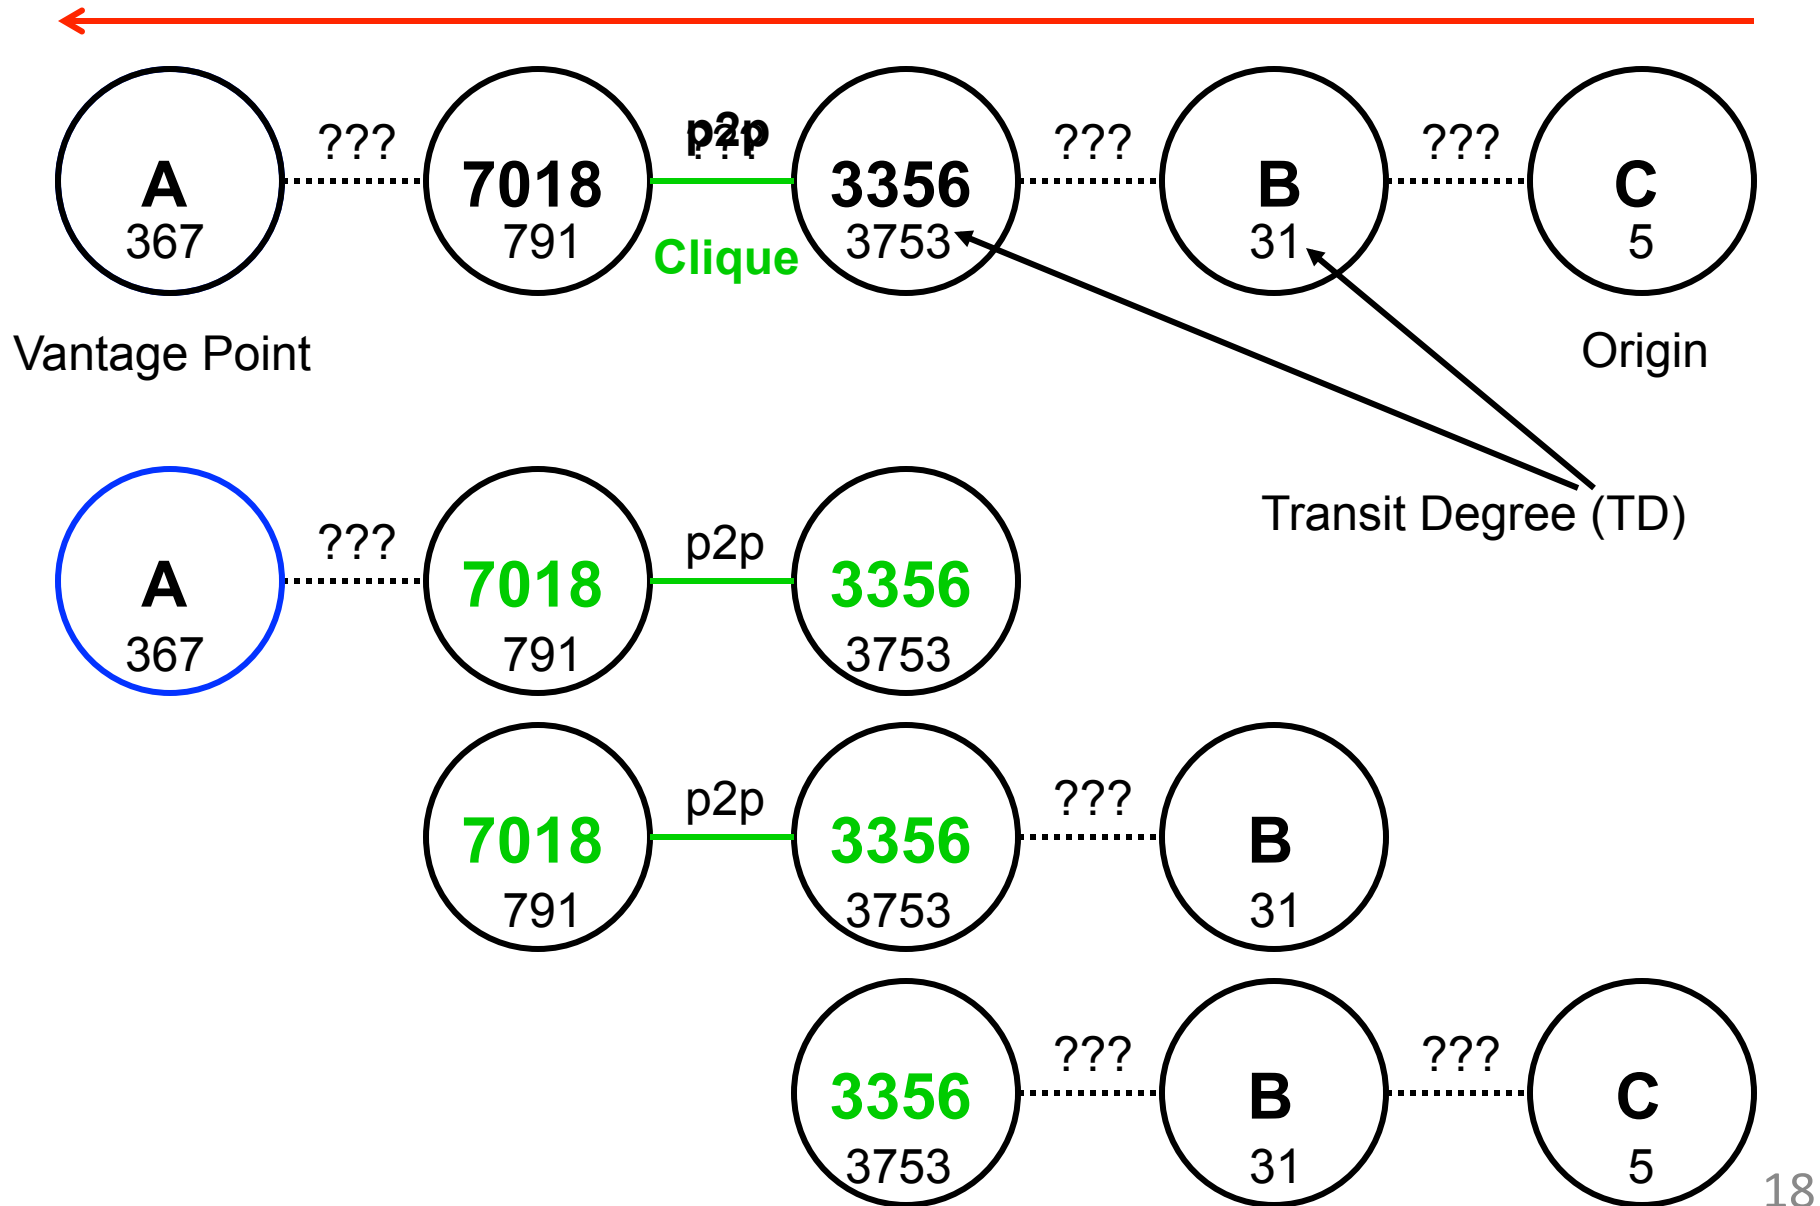 ??? p2p ??? ??? ???
A 7018 3356 B C
367 791 Clique 3753 31 5
Vantage Point Origin
Transit Degree (TD)
??? p2p
A 7018 3356
367 791 3753
p2p ???
7018 3356 B
791 3753 31
??? ???
3356 B C
3753 31 5
18